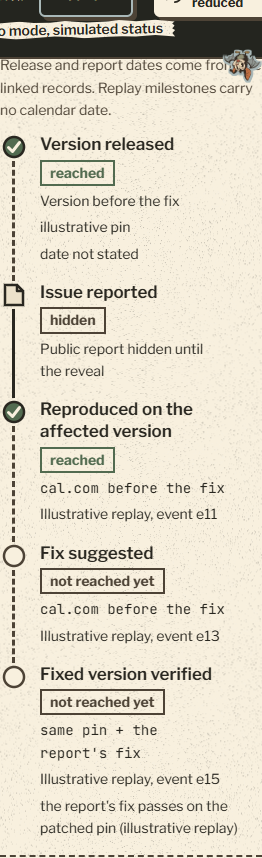 reduced
o mode, simulated status
Release and report dates come from
linked records. Replay milestones carry
no calendar date.
Version released
reached
Version before the fix
illustrative pin
date not stated
Issue reported
hidden
Public report hidden until
the reveal
Reproduced on the
affected version
reached
cal.com before the fix
Illustrative replay, event e11
Fix suggested
not reached yet
cal.com before the fix
Illustrative replay, event e13
Fixed version verified
not reached yet
same pin + the
report's fix
Illustrative replay, event e15
the report's fix passes on the
patched pin (illustrative replay)